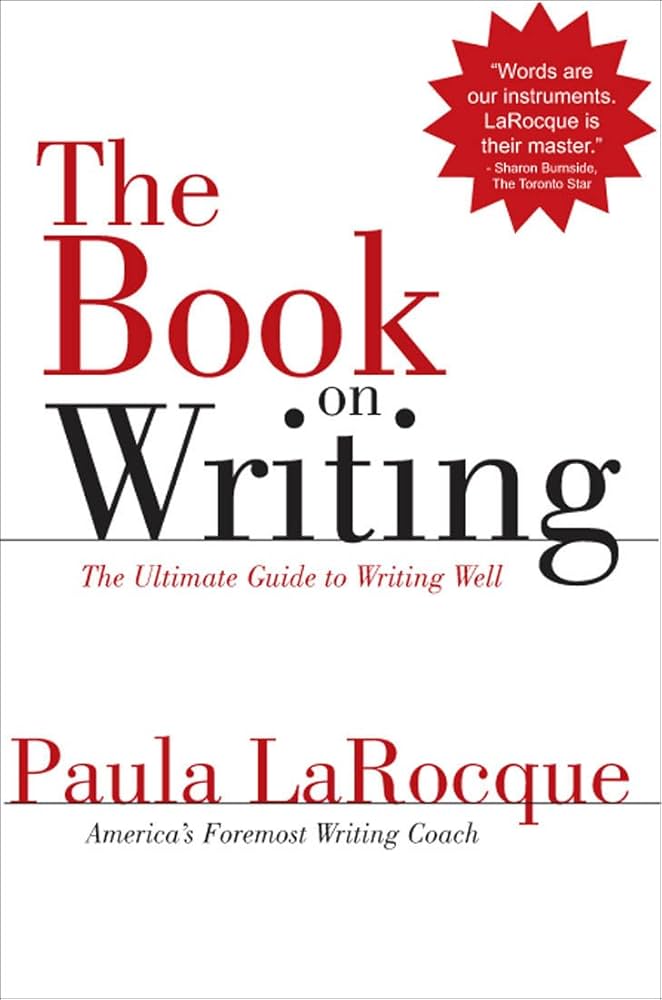 “Words are
our instruments.
LaRocque is
their master.”
- Sharon Burnside,
The Toronto Star
The
Book
on
Writing
The Ultimate Guide to Writing Well
Paula LaRocque
America’s Foremost Writing Coach